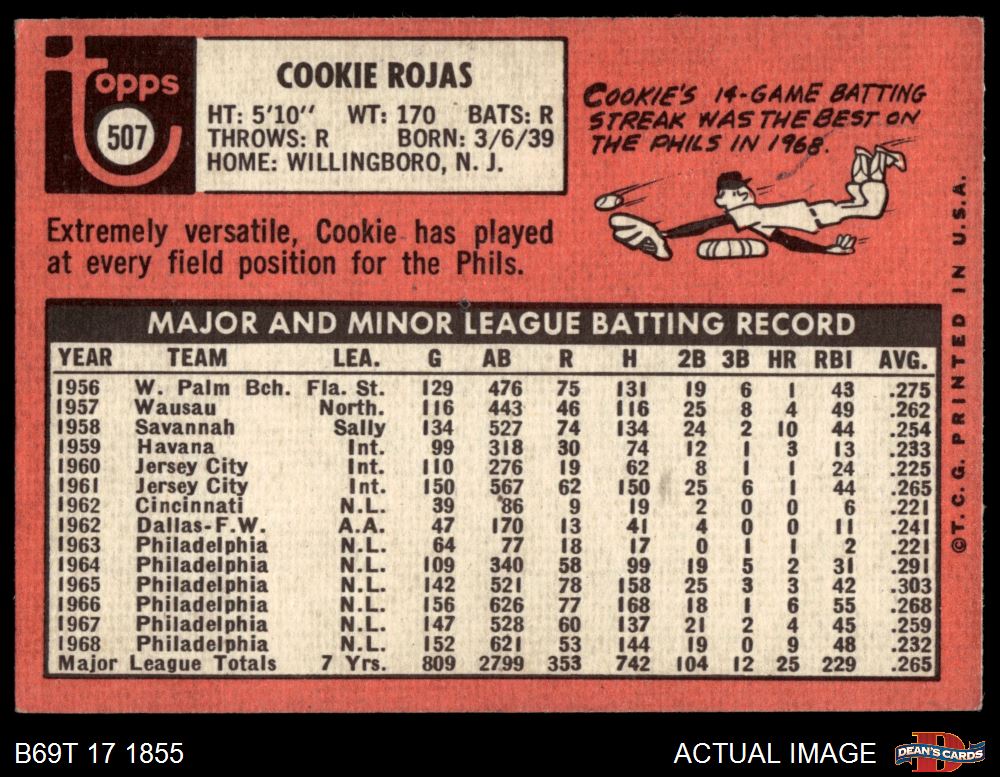 Topps
507
COOKIE ROJAS
HT: 5'10" WT: 170 BATS: R
THROWS: R BORN: 3/6/39
HOME: WILLINGBORO, N. J.
COOKIE'S 14-GAME BATTING
STREAK WAS THE BEST ON
THE PHILS IN 1968.
Extremely versatile, Cookie has played
at every field position for the Phils.
MAJOR AND MINOR LEAGUE BATTING RECORD
YEAR TEAM LEA. G AB R H 2B 3B HR RBI AVG.
1956 W. Palm Bch. Fla. St. 129 476 75 131 19 6 1 43 .275
1957 Wausau North. 116 443 46 116 25 8 4 49 .262
1958 Savannah Sally 134 527 74 134 24 2 10 44 .254
1959 Havana Int. 99 318 30 74 12 1 3 13 .233
1960 Jersey City Int. 110 276 19 62 8 1 1 24 .225
1961 Jersey City Int. 150 567 62 150 25 6 1 44 .265
1962 Cincinnati N.L. 39 86 9 19 2 0 0 6 .221
1962 Dallas-F.W. A.A. 47 170 13 41 4 0 0 11 .241
1963 Philadelphia N.L. 64 77 18 17 0 1 1 2 .221
1964 Philadelphia N.L. 109 340 58 99 19 5 2 31 .291
1965 Philadelphia N.L. 142 521 78 158 25 3 3 42 .303
1966 Philadelphia N.L. 156 626 77 168 18 1 6 55 .268
1967 Philadelphia N.L. 147 528 60 137 21 2 4 45 .259
1968 Philadelphia N.L. 152 621 53 144 19 0 9 48 .232
Major League Totals 7 Yrs. 809 2799 353 742 104 12 25 229 .265
©T.C.G. PRINTED IN U.S.A.
B69T 17 1855
ACTUAL IMAGE
D
DEAN'S CARDS